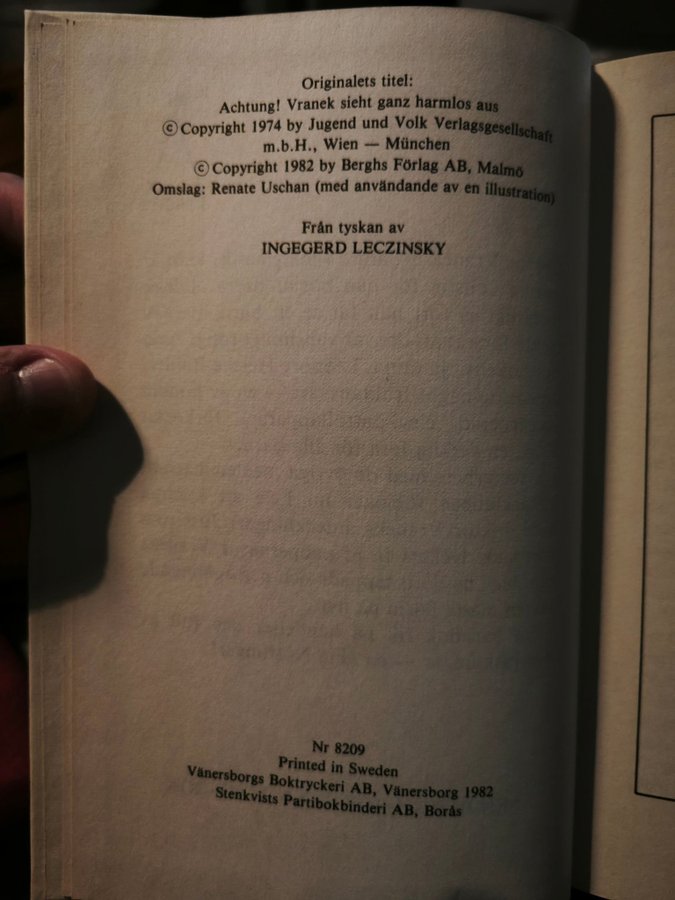 Originalets titel:
Achtung! Vranek sieht ganz harmlos aus
© Copyright 1974 by Jugend und Volk Verlagsgesellschaft
m.b.H., Wien — München
© Copyright 1982 by Berghs Förlag AB, Malmö
Omslag: Renate Uschan (med användande av en illustration)
Från tyskan av
INGEGERD LECZINSKY
Nr 8209
Printed in Sweden
Vänersborgs Boktryckeri AB, Vänersborg 1982
Stenkvists Partibokbinderi AB, Borås